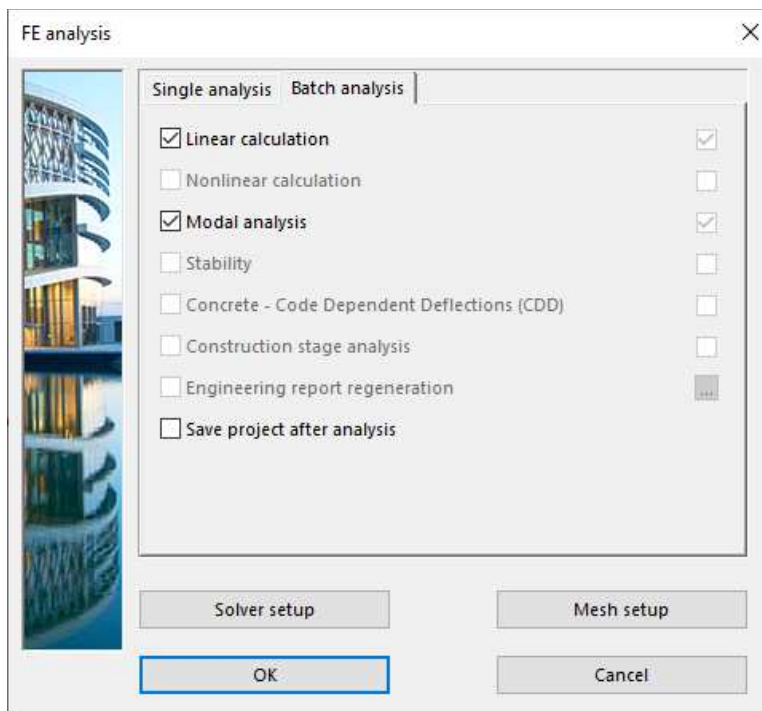 FE analysis
Single analysis Batch analysis
Linear calculation
Nonlinear calculation
Modal analysis
Stability
Concrete - Code Dependent Deflections (CDD)
Construction stage analysis
Engineering report regeneration ...
Save project after analysis
Solver setup Mesh setup
OK Cancel